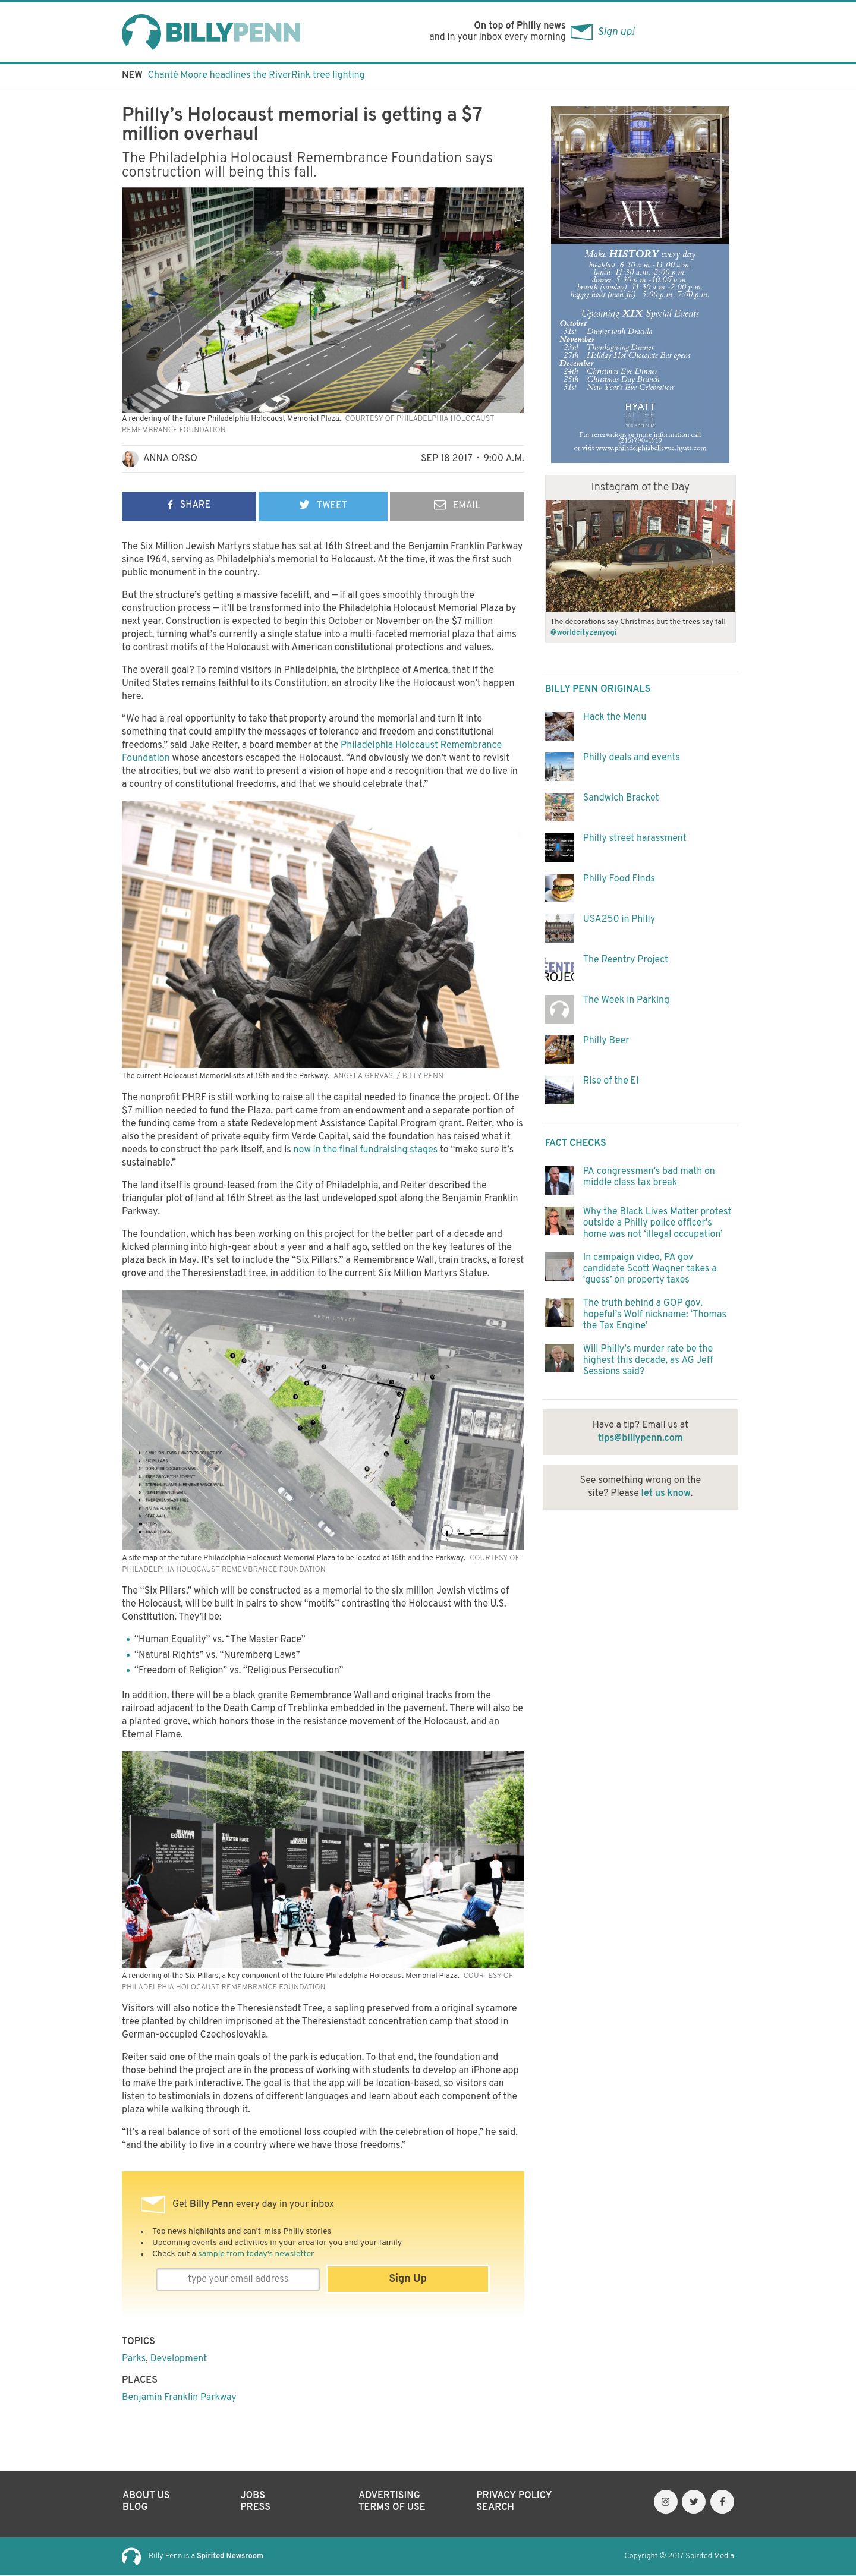 BILLYPENN
On top of Philly news
and in your inbox every morning
Sign up!
NEW Chanté Moore headlines the RiverRink tree lighting
Philly’s Holocaust memorial is getting a $7
million overhaul
The Philadelphia Holocaust Remembrance Foundation says
construction will being this fall.
A rendering of the future Philadelphia Holocaust Memorial Plaza. COURTESY OF PHILADELPHIA HOLOCAUST
REMEMBRANCE FOUNDATION
ANNA ORSO
SEP 18 2017 · 9:00 A.M.
SHARE
TWEET
EMAIL
The Six Million Jewish Martyrs statue has sat at 16th Street and the Benjamin Franklin Parkway
since 1964, serving as Philadelphia’s memorial to Holocaust. At the time, it was the first such
public monument in the country.
But the structure’s getting a massive facelift, and — if all goes smoothly through the
construction process — it’ll be transformed into the Philadelphia Holocaust Memorial Plaza by
next year. Construction is expected to begin this October or November on the $7 million
project, turning what’s currently a single statue into a multi-faceted memorial plaza that aims
to contrast motifs of the Holocaust with American constitutional protections and values.
The overall goal? To remind visitors in Philadelphia, the birthplace of America, that if the
United States remains faithful to its Constitution, an atrocity like the Holocaust won’t happen
here.
“We had a real opportunity to take that property around the memorial and turn it into
something that could amplify the messages of tolerance and freedom and constitutional
freedoms,” said Jake Reiter, a board member at the Philadelphia Holocaust Remembrance
Foundation whose ancestors escaped the Holocaust. “And obviously we don’t want to revisit
the atrocities, but we also want to present a vision of hope and a recognition that we do live in
a country of constitutional freedoms, and that we should celebrate that.”
The current Holocaust Memorial sits at 16th and the Parkway. ANGELA GERVASI / BILLY PENN
The nonprofit PHRF is still working to raise all the capital needed to finance the project. Of the
$7 million needed to fund the Plaza, part came from an endowment and a separate portion of
the funding came from a state Redevelopment Assistance Capital Program grant. Reiter, who is
also the president of private equity firm Verde Capital, said the foundation has raised what it
needs to construct the park itself, and is now in the final fundraising stages to “make sure it’s
sustainable.”
The land itself is ground-leased from the City of Philadelphia, and Reiter described the
triangular plot of land at 16th Street as the last undeveloped spot along the Benjamin Franklin
Parkway.
The foundation, which has been working on this project for the better part of a decade and
kicked planning into high-gear about a year and a half ago, settled on the key features of the
plaza back in May. It’s set to include the “Six Pillars,” a Remembrance Wall, train tracks, a forest
grove and the Theresienstadt tree, in addition to the current Six Million Martyrs Statue.
A site map of the future Philadelphia Holocaust Memorial Plaza to be located at 16th and the Parkway. COURTESY OF
PHILADELPHIA HOLOCAUST REMEMBRANCE FOUNDATION
The “Six Pillars,” which will be constructed as a memorial to the six million Jewish victims of
the Holocaust, will be built in pairs to show “motifs” contrasting the Holocaust with the U.S.
Constitution. They’ll be:
• “Human Equality” vs. “The Master Race”
• “Natural Rights” vs. “Nuremberg Laws”
• “Freedom of Religion” vs. “Religious Persecution”
In addition, there will be a black granite Remembrance Wall and original tracks from the
railroad adjacent to the Death Camp of Treblinka embedded in the pavement. There will also be
a planted grove, which honors those in the resistance movement of the Holocaust, and an
Eternal Flame.
HUMAN
EQUALITY
THE
MASTER RACE
A rendering of the Six Pillars, a key component of the future Philadelphia Holocaust Memorial Plaza. COURTESY OF
PHILADELPHIA HOLOCAUST REMEMBRANCE FOUNDATION
Visitors will also notice the Theresienstadt Tree, a sapling preserved from a original sycamore
tree planted by children imprisoned at the Theresienstadt concentration camp that stood in
German-occupied Czechoslovakia.
Reiter said one of the main goals of the park is education. To that end, the foundation and
those behind the project are in the process of working with students to develop an iPhone app
to make the park interactive. The goal is that the app will be location-based, so visitors can
listen to testimonials in dozens of different languages and learn about each component of the
plaza while walking through it.
“It’s a real balance of sort of the emotional loss coupled with the celebration of hope,” he said,
“and the ability to live in a country where we have those freedoms.”
Get Billy Penn every day in your inbox
• Top news highlights and can't-miss Philly stories
• Upcoming events and activities in your area for you and your family
• Check out a sample from today's newsletter
type your email address
Sign Up
TOPICS
Parks, Development
PLACES
Benjamin Franklin Parkway
XIX
Make HISTORY every day
breakfast 6:30 a.m.-11:00 a.m.
lunch 11:30 a.m.-2:00 p.m.
dinner 5:30 p.m.-10:00 p.m.
branch (sunday) 11:30 a.m.-2:00 p.m.
happy hour (mon-fri) 5:00 p.m.-7:00 p.m.
Upcoming XIX Special Events
October
31st Dinner with Dracula
November
23rd Thanksgiving Dinner
27th Holiday Hot Chocolate Bar opens
December
24th Christmas Eve Dinner
25th Christmas Day Brunch
31st New Year's Eve Celebration
HYATT
For reservations or more information call
(215)790-1919
or visit www.philadelphiabellevue.hyatt.com
Instagram of the Day
The decorations say Christmas but the trees say fall
@worldcityzenyogi
BILLY PENN ORIGINALS
Hack the Menu
Philly deals and events
Sandwich Bracket
Philly street harassment
Philly Food Finds
USA250 in Philly
The Reentry Project
The Week in Parking
Philly Beer
Rise of the El
FACT CHECKS
PA congressman’s bad math on
middle class tax break
Why the Black Lives Matter protest
outside a Philly police officer’s
home was not ‘illegal occupation’
In campaign video, PA gov
candidate Scott Wagner takes a
‘guess’ on property taxes
The truth behind a GOP gov.
hopeful’s Wolf nickname: ‘Thomas
the Tax Engine’
Will Philly’s murder rate be the
highest this decade, as AG Jeff
Sessions said?
Have a tip? Email us at
tips@billypenn.com
See something wrong on the
site? Please let us know.
ABOUT US
BLOG
JOBS
PRESS
ADVERTISING
TERMS OF USE
PRIVACY POLICY
SEARCH
Billy Penn is a Spirited Newsroom
Copyright © 2017 Spirited Media